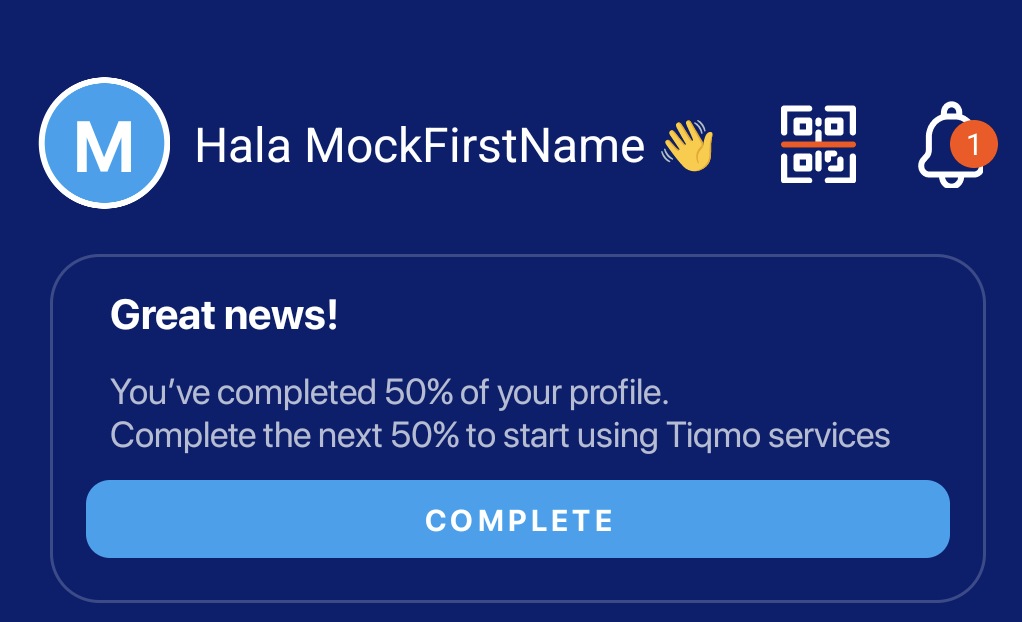 M
Hala MockFirstName 👋
1
Great news!
You’ve completed 50% of your profile.
Complete the next 50% to start using Tiqmo services
COMPLETE